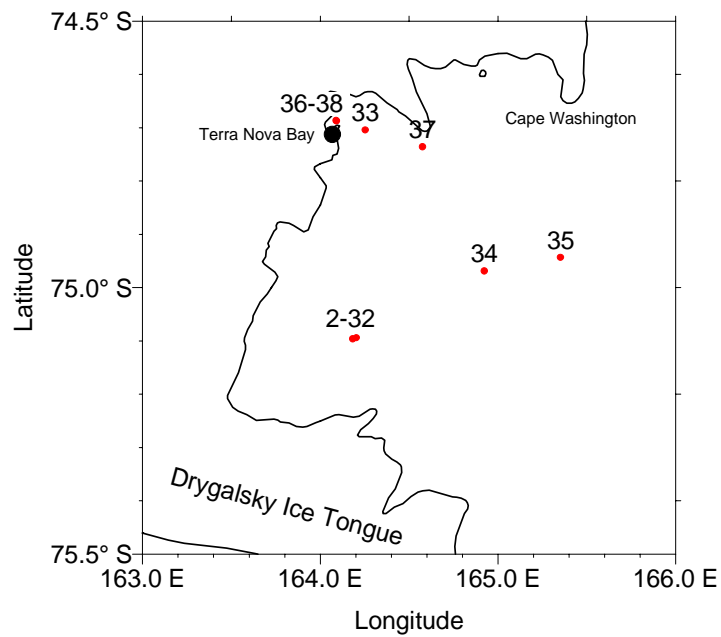 74.5° S
36-38
33
37
Cape Washington
Terra Nova Bay
34
35
Latitude
75.0° S
2-32
Drygalsky Ice Tongue
75.5° S
163.0 E
164.0 E
165.0 E
166.0 E
Longitude